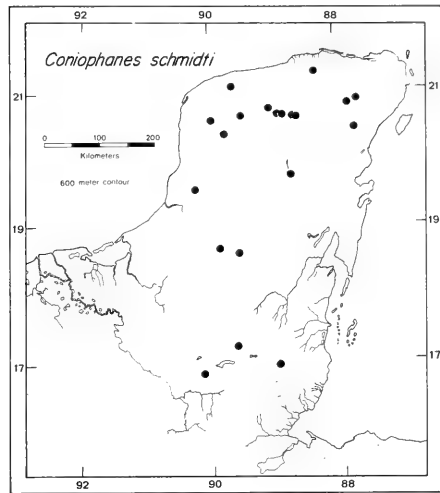 92 90 88
Coniophanes schmidti
21 21
0 100 200
Kilometers
600 meter contour
19 19
17 17
92 90 88